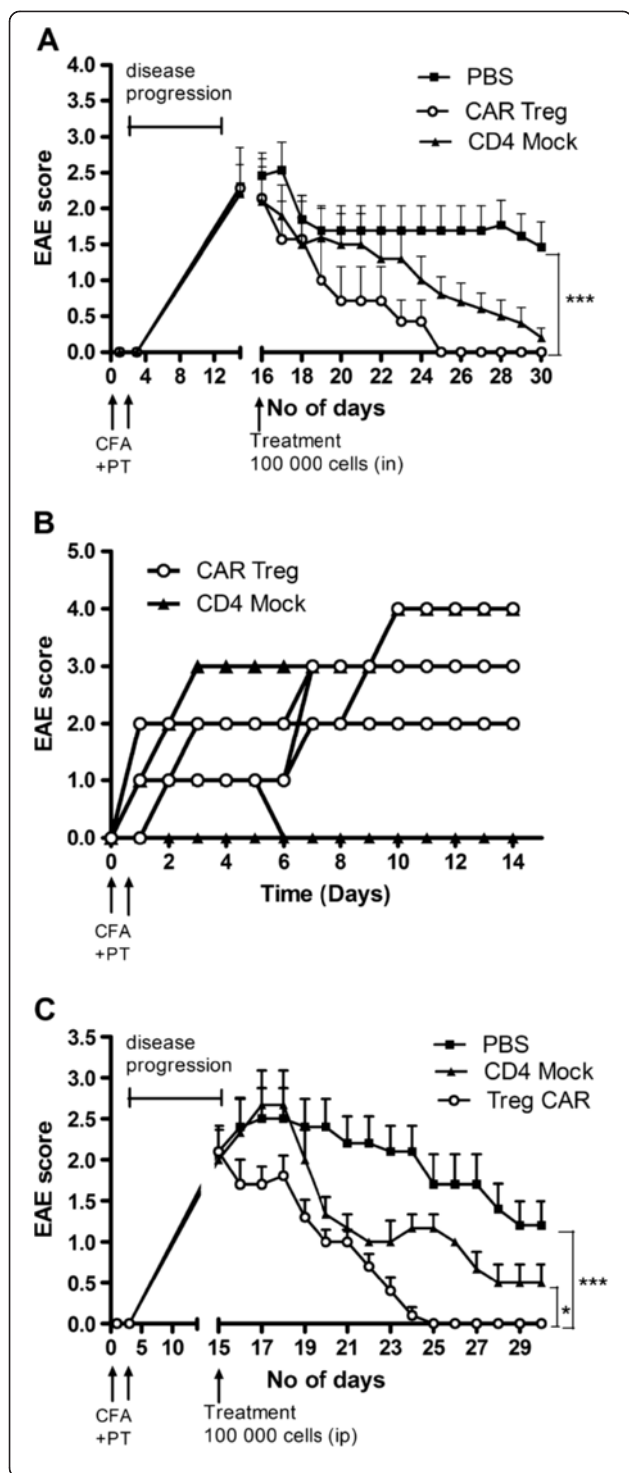 A
4.0
3.5
3.0
2.5
2.0
1.5
1.0
0.5
0.0
EAE score
disease
progression
PBS
CAR Treg
CD4 Mock
***
0 4 8 12 16 18 20 22 24 26 28 30
No of days
CFA
+PT
Treatment
100 000 cells (in)
B
5.0
4.0
3.0
2.0
1.0
0.0
EAE score
CAR Treg
CD4 Mock
0 2 4 6 8 10 12 14
Time (Days)
CFA
+PT
C
3.5
3.0
2.5
2.0
1.5
1.0
0.5
0.0
EAE score
disease
progression
PBS
CD4 Mock
Treg CAR
***
*
0 5 10 15 17 19 21 23 25 27 29
No of days
CFA
+PT
Treatment
100 000 cells (ip)